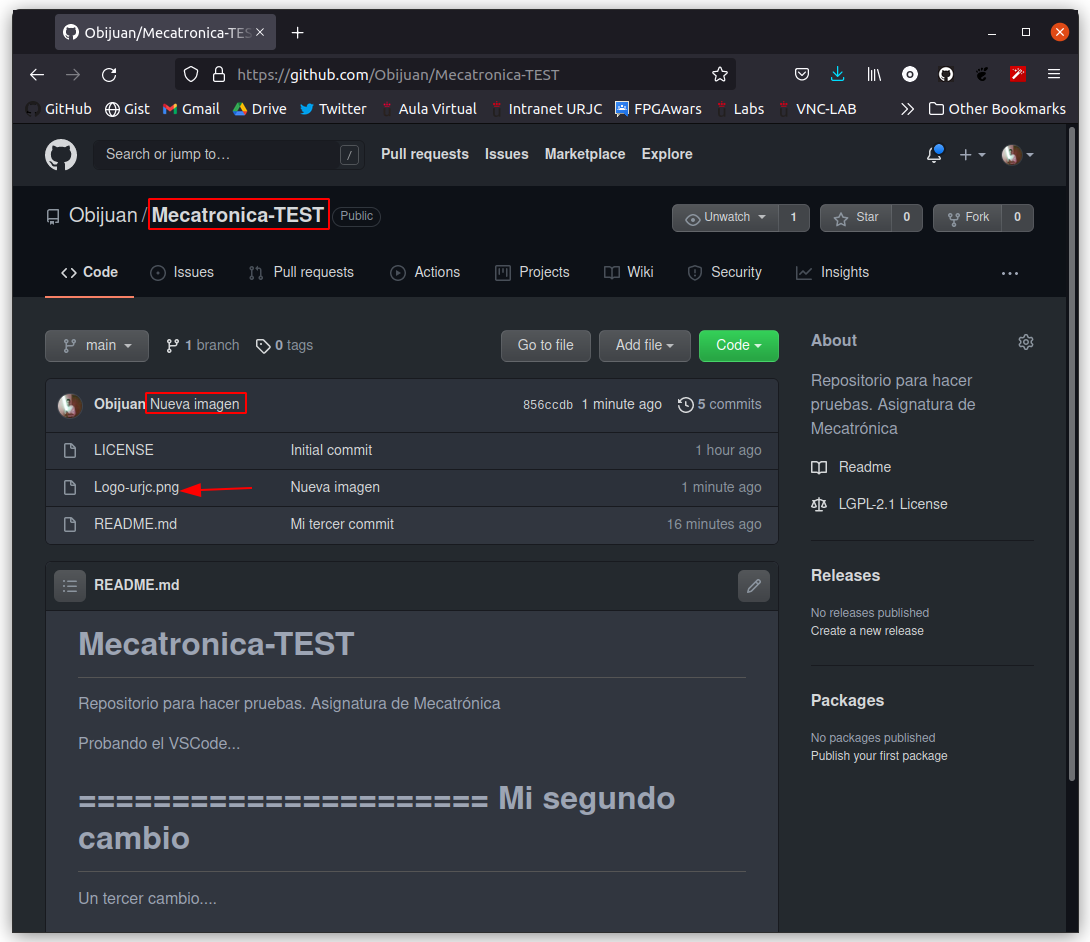 Obijuan/Mecatronica-TES
https://github.com/Obijuan/Mecatronica-TEST
GitHub Gist Gmail Drive Twitter Aula Virtual Intranet URJC FPGAwars Labs VNC-LAB Other Bookmarks
Search or jump to… / Pull requests Issues Marketplace Explore
Obijuan / Mecatronica-TEST Public Unwatch 1 Star 0 Fork 0
Code Issues Pull requests Actions Projects Wiki Security Insights ...
main 1 branch 0 tags Go to file Add file Code
Obijuan Nueva imagen 856ccdb 1 minute ago 5 commits
LICENSE Initial commit 1 hour ago
Logo-urjc.png Nueva imagen 1 minute ago
README.md Mi tercer commit 16 minutes ago
README.md
Mecatronica-TEST
Repositorio para hacer pruebas. Asignatura de Mecatrónica
Probando el VSCode...
====================== Mi segundo
cambio
Un tercer cambio....
About
Repositorio para hacer
pruebas. Asignatura de
Mecatrónica
Readme
LGPL-2.1 License
Releases
No releases published
Create a new release
Packages
No packages published
Publish your first package